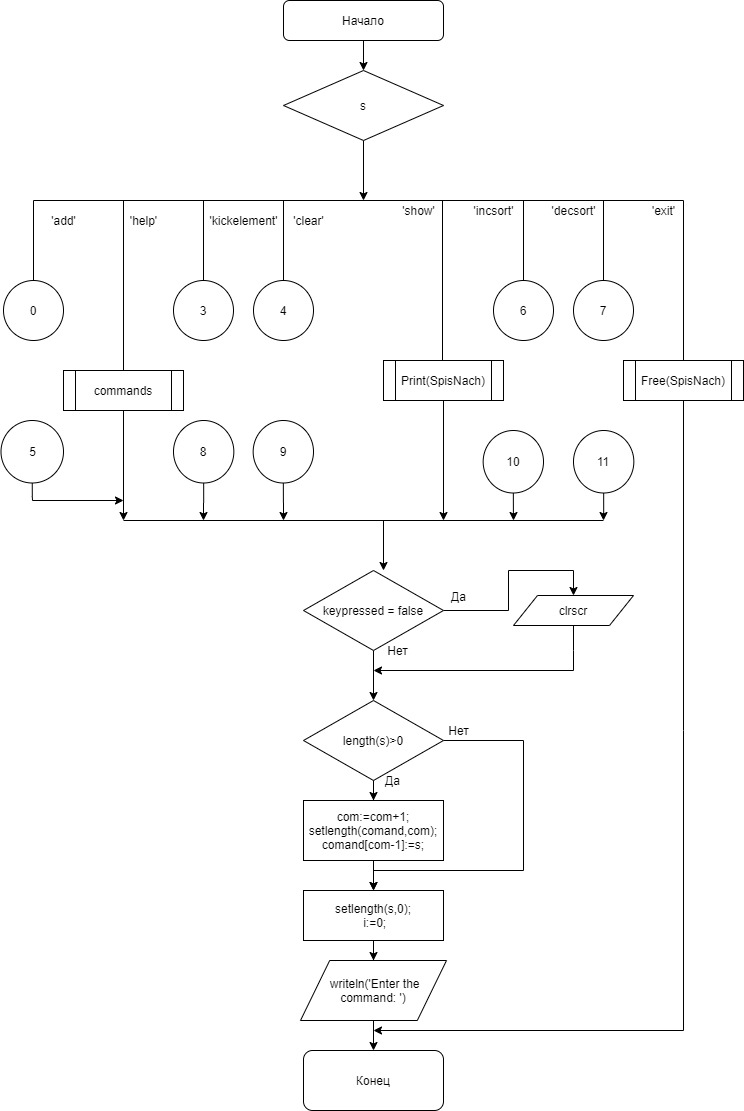 Начало
s
'add'
'help'
'kickelement'
'clear'
'show'
'incsort'
'decsort'
'exit'
0
3
4
6
7
commands
Print(SpisNach)
Free(SpisNach)
5
8
9
10
11
keypressed = false
Да
clrscr
Нет
length(s)>0
Нет
Да
com:=com+1;
setlength(comand,com);
comand[com-1]:=s;
setlength(s,0);
i:=0;
writeln('Enter the
command: ')
Конец